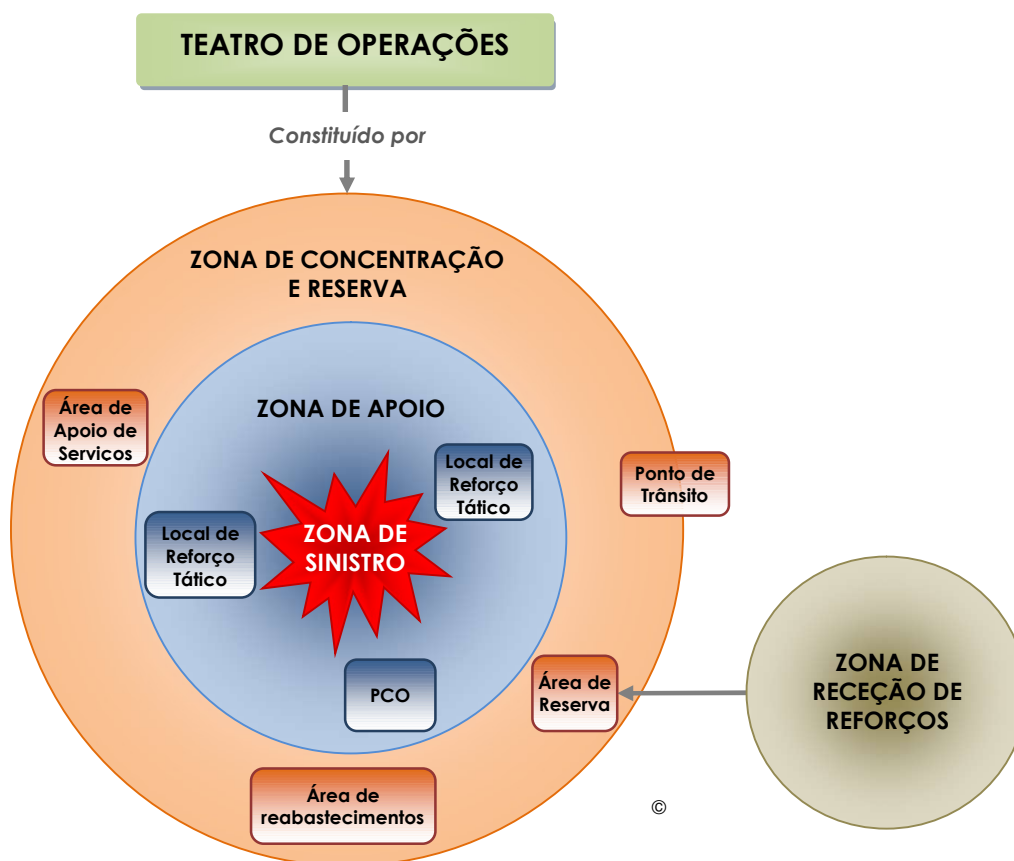 TEATRO DE OPERAÇÕES
Constituído por
ZONA DE CONCENTRAÇÃO
E RESERVA
ZONA DE APOIO
Área de
Apoio de
Serviços
Local de
Reforço
Tático
Ponto de
Trânsito
Local de
Reforço
Tático
ZONA DE
SINISTRO
PCO
Área de
Reserva
ZONA DE
RECEÇÃO DE
REFORÇOS
Área de
reabastecimentos
©